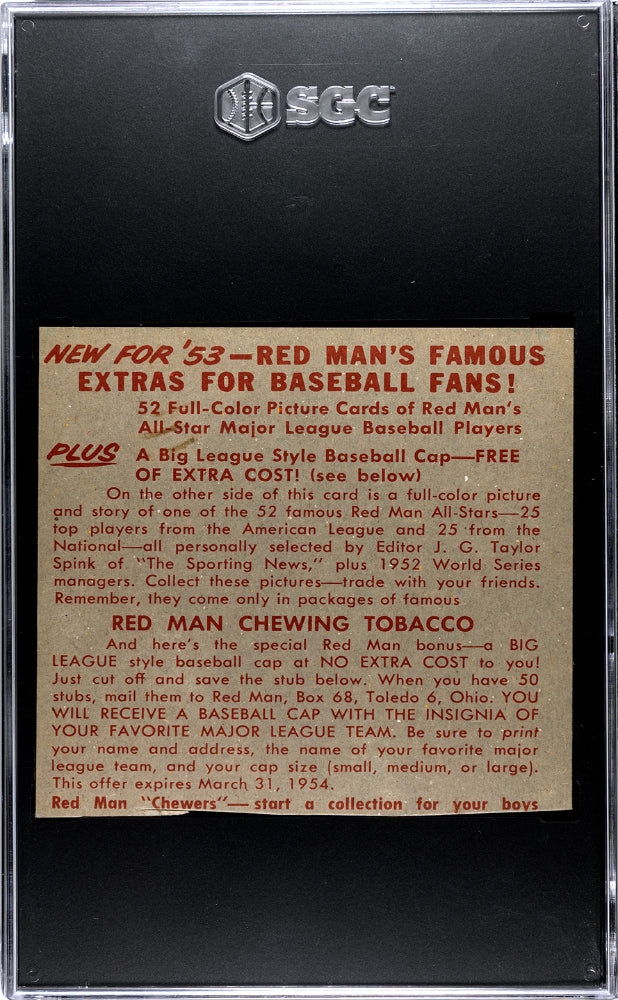 SGC
NEW FOR '53—RED MAN'S FAMOUS
EXTRAS FOR BASEBALL FANS!
52 Full-Color Picture Cards of Red Man's
All-Star Major League Baseball Players
PLUS A Big League Style Baseball Cap—FREE
OF EXTRA COST! (see below)
On the other side of this card is a full-color picture
and story of one of the 52 famous Red Man All-Stars—25
top players from the American League and 25 from the
National—all personally selected by Editor J. G. Taylor
Spink of "The Sporting News," plus 1952 World Series
managers. Collect these pictures—trade with your friends.
Remember, they come only in packages of famous
RED MAN CHEWING TOBACCO
And here's the special Red Man bonus—a BIG
LEAGUE style baseball cap at NO EXTRA COST to you!
Just cut off and save the stub below. When you have 50
stubs, mail them to Red Man, Box 68, Toledo 6, Ohio. YOU
WILL RECEIVE A BASEBALL CAP WITH THE INSIGNIA OF
YOUR FAVORITE MAJOR LEAGUE TEAM. Be sure to print
your name and address, the name of your favorite major
league team, and your cap size (small, medium, or large).
This offer expires March 31, 1954.
Red Man "Chewers"—start a collection for your boys